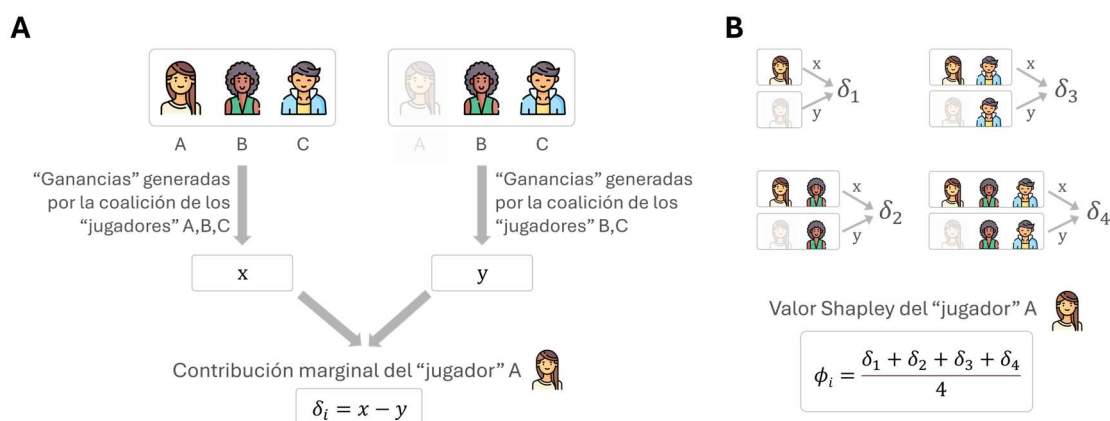 A
A B C
A B C
“Ganancias” generadas
por la coalición de los
“jugadores” A,B,C
“Ganancias” generadas
por la coalición de los
“jugadores” B,C
x
y
Contribución marginal del “jugador” A
δᵢ = x − y
B
x
y
δ₁
x
y
δ₃
x
y
δ₂
x
y
δ₄
Valor Shapley del “jugador” A
ϕᵢ = (δ₁ + δ₂ + δ₃ + δ₄) / 4